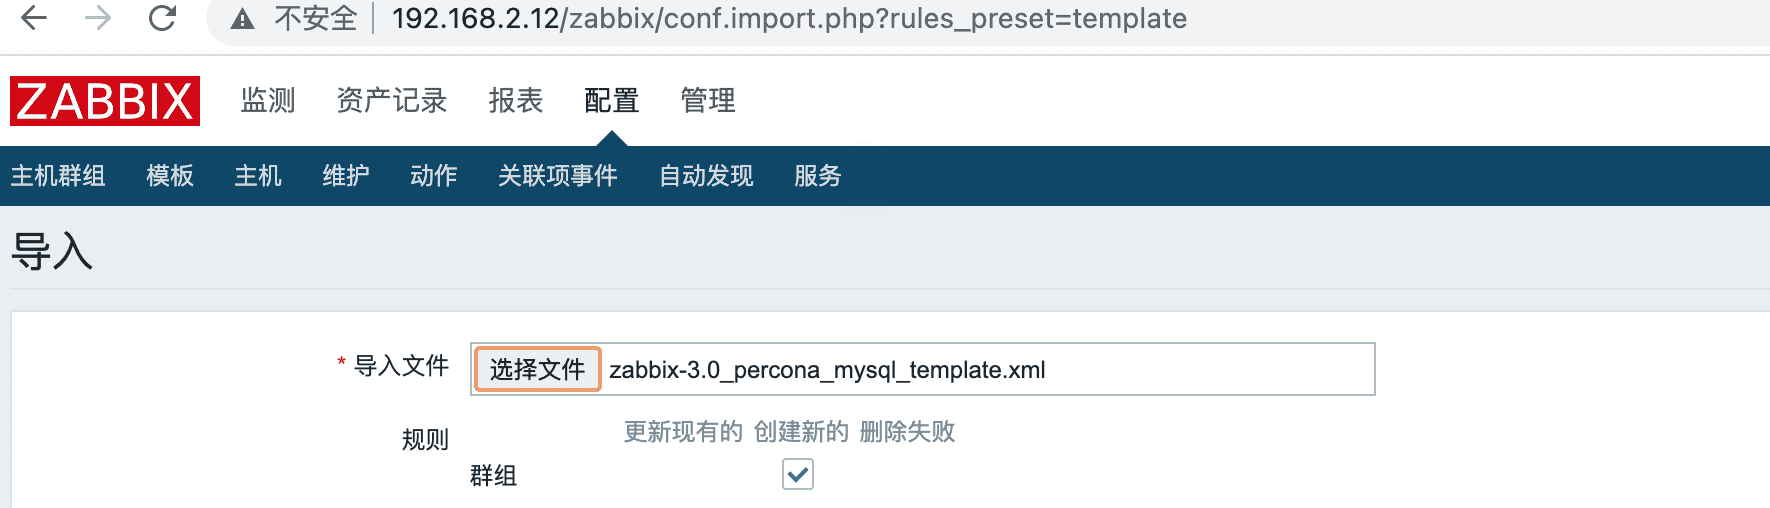 不安全 192.168.2.12/zabbix/conf.import.php?rules_preset=template
ZABBIX 监测 资产记录 报表 配置 管理
主机群组 模板 主机 维护 动作 关联项事件 自动发现 服务
导入
* 导入文件 选择文件 zabbix-3.0_percona_mysql_template.xml
规则 更新现有的 创建新的 删除失败
群组